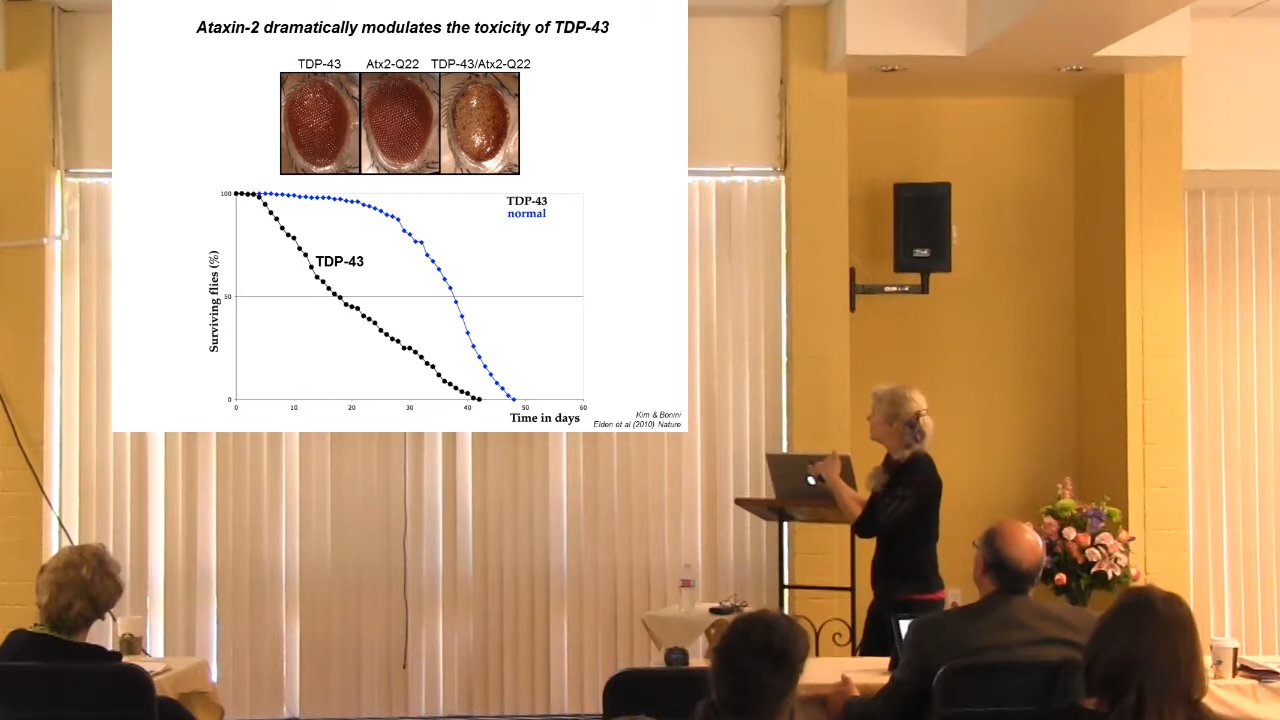 Ataxin-2 dramatically modulates the toxicity of TDP-43
TDP-43 Atx2-Q22 TDP-43/Atx2-Q22
100
50
0
Surviving flies (%)
TDP-43
normal
TDP-43
0 10 20 30 40 50 60
Time in days
Kim & Bonini
Elden et al (2010) Nature